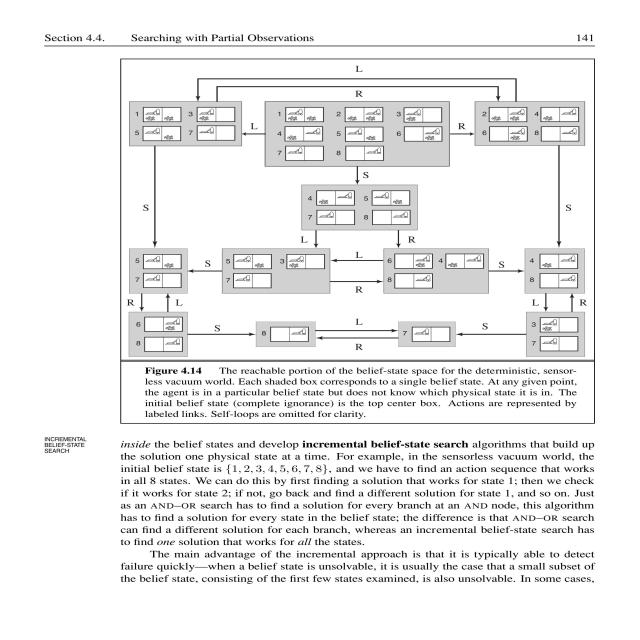 Section 4.4. Searching with Partial Observations 141
L
R
1 3
5 7
L
1 2 3
4 5 6
7 8
R
2 4
6 8
S
S
S
4 5
7 8
L R
5
7
S
5 3
7
L
R
6 4
8
S
4
7
R L
L R
6
8
S
8
L
R
7
S
3
7
Figure 4.14 The reachable portion of the belief-state space for the deterministic, sensor-
less vacuum world. Each shaded box corresponds to a single belief state. At any given point,
the agent is in a particular belief state but does not know which physical state it is in. The
initial belief state (complete ignorance) is the top center box. Actions are represented by
labeled links. Self-loops are omitted for clarity.
INCREMENTAL
BELIEF-STATE
SEARCH
inside the belief states and develop incremental belief-state search algorithms that build up
the solution one physical state at a time. For example, in the sensorless vacuum world, the
initial belief state is {1, 2, 3, 4, 5, 6, 7, 8}, and we have to find an action sequence that works
in all 8 states. We can do this by first finding a solution that works for state 1; then we check
if it works for state 2; if not, go back and find a different solution for state 1, and so on. Just
as an AND–OR search has to find a solution for every branch at an AND node, this algorithm
has to find a solution for every state in the belief state; the difference is that AND–OR search
can find a different solution for each branch, whereas an incremental belief-state search has
to find one solution that works for all the states.
The main advantage of the incremental approach is that it is typically able to detect
failure quickly—when a belief state is unsolvable, it is usually the case that a small subset of
the belief state, consisting of the first few states examined, is also unsolvable. In some cases,